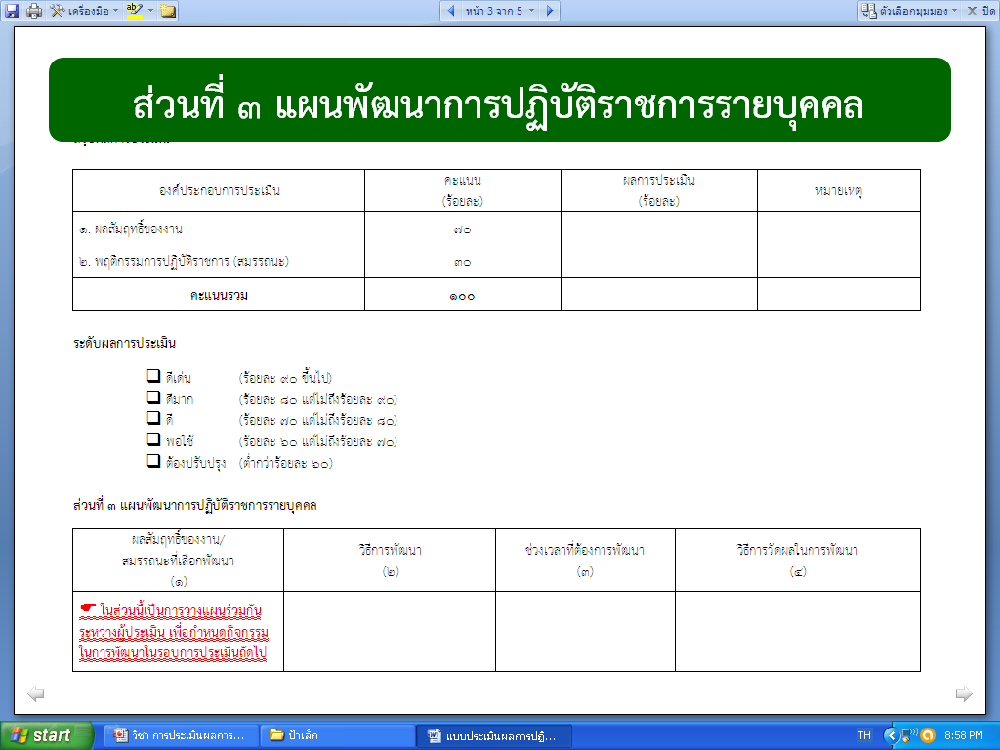 เครื่องมือ
หน้า 3 จาก 5
ตัวเลือกมุมมอง
ปิด
ส่วนที่ ๓ แผนพัฒนาการปฏิบัติราชการรายบุคคล
องค์ประกอบการประเมิน
คะแนน
(ร้อยละ)
ผลการประเมิน
(ร้อยละ)
หมายเหตุ
๑. ผลสัมฤทธิ์ของงาน
๗๐
๒. พฤติกรรมการปฏิบัติราชการ (สมรรถนะ)
๓๐
คะแนนรวม
๑๐๐
ระดับผลการประเมิน
ดีเด่น (ร้อยละ ๙๐ ขึ้นไป)
ดีมาก (ร้อยละ ๘๐ แต่ไม่ถึงร้อยละ ๙๐)
ดี (ร้อยละ ๗๐ แต่ไม่ถึงร้อยละ ๘๐)
พอใช้ (ร้อยละ ๖๐ แต่ไม่ถึงร้อยละ ๗๐)
ต้องปรับปรุง (ต่ำกว่าร้อยละ ๖๐)
ส่วนที่ ๓ แผนพัฒนาการปฏิบัติราชการรายบุคคล
ผลสัมฤทธิ์ของงาน/
สมรรถนะที่เลือกพัฒนา
(๑)
วิธีการพัฒนา
(๒)
ช่วงเวลาที่ต้องการพัฒนา
(๓)
วิธีการวัดผลในการพัฒนา
(๔)
ในส่วนนี้เป็นการวางแผนร่วมกัน
ระหว่างผู้ประเมิน เพื่อกำหนดกิจกรรม
ในการพัฒนาในรอบการประเมินถัดไป
start
วิชา การประเมินผลการ...
ป้าเล็ก
แบบประเมินผลการปฏิ...
TH
8:58 PM